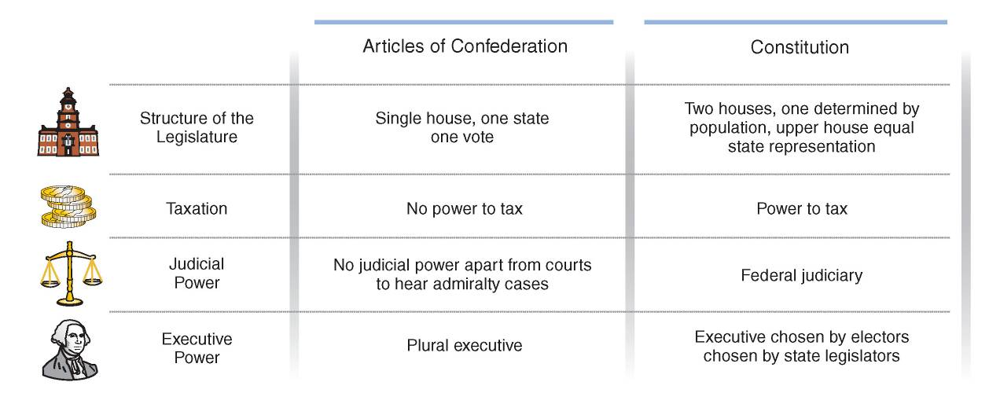 Articles of Confederation
Constitution
Structure of the
Legislature
Single house, one state
one vote
Two houses, one determined by
population, upper house equal
state representation
Taxation
No power to tax
Power to tax
Judicial
Power
No judicial power apart from courts
to hear admiralty cases
Federal judiciary
Executive
Power
Plural executive
Executive chosen by electors
chosen by state legislators